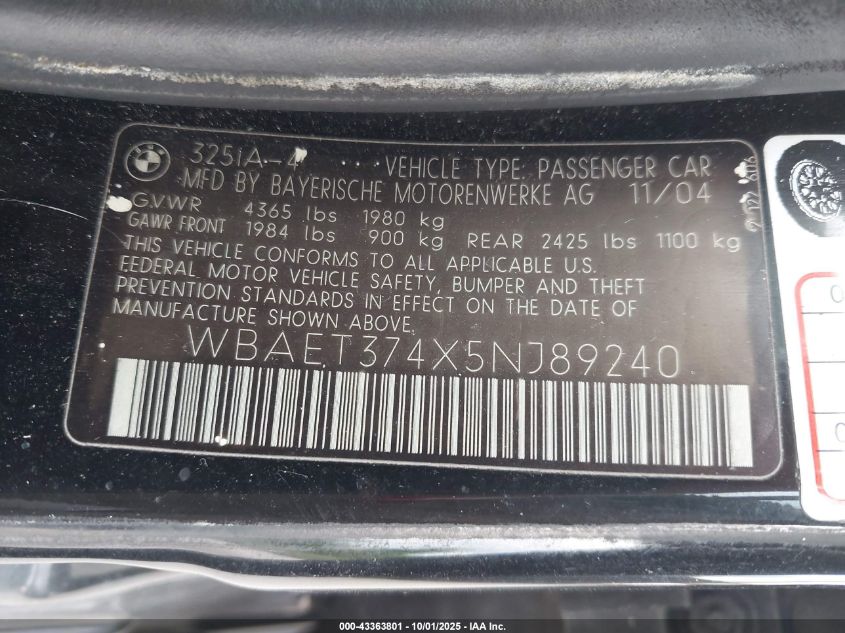 325iA-4 .... VEHICLE TYPE: PASSENGER CAR
MFD BY BAYERISCHE MOTORENWERKE AG 11/04
GVWR 4365 lbs 1980 kg
GAWR FRONT 1984 lbs 900 kg REAR 2425 lbs 1100 kg
THIS VEHICLE CONFORMS TO ALL APPLICABLE U.S.
FEDERAL MOTOR VEHICLE SAFETY, BUMPER AND THEFT
PREVENTION STANDARDS IN EFFECT ON THE DATE OF
MANUFACTURE SHOWN ABOVE.
WBAET374X5NJ89240
000-43363801 - 10/01/2025 - IAA Inc.